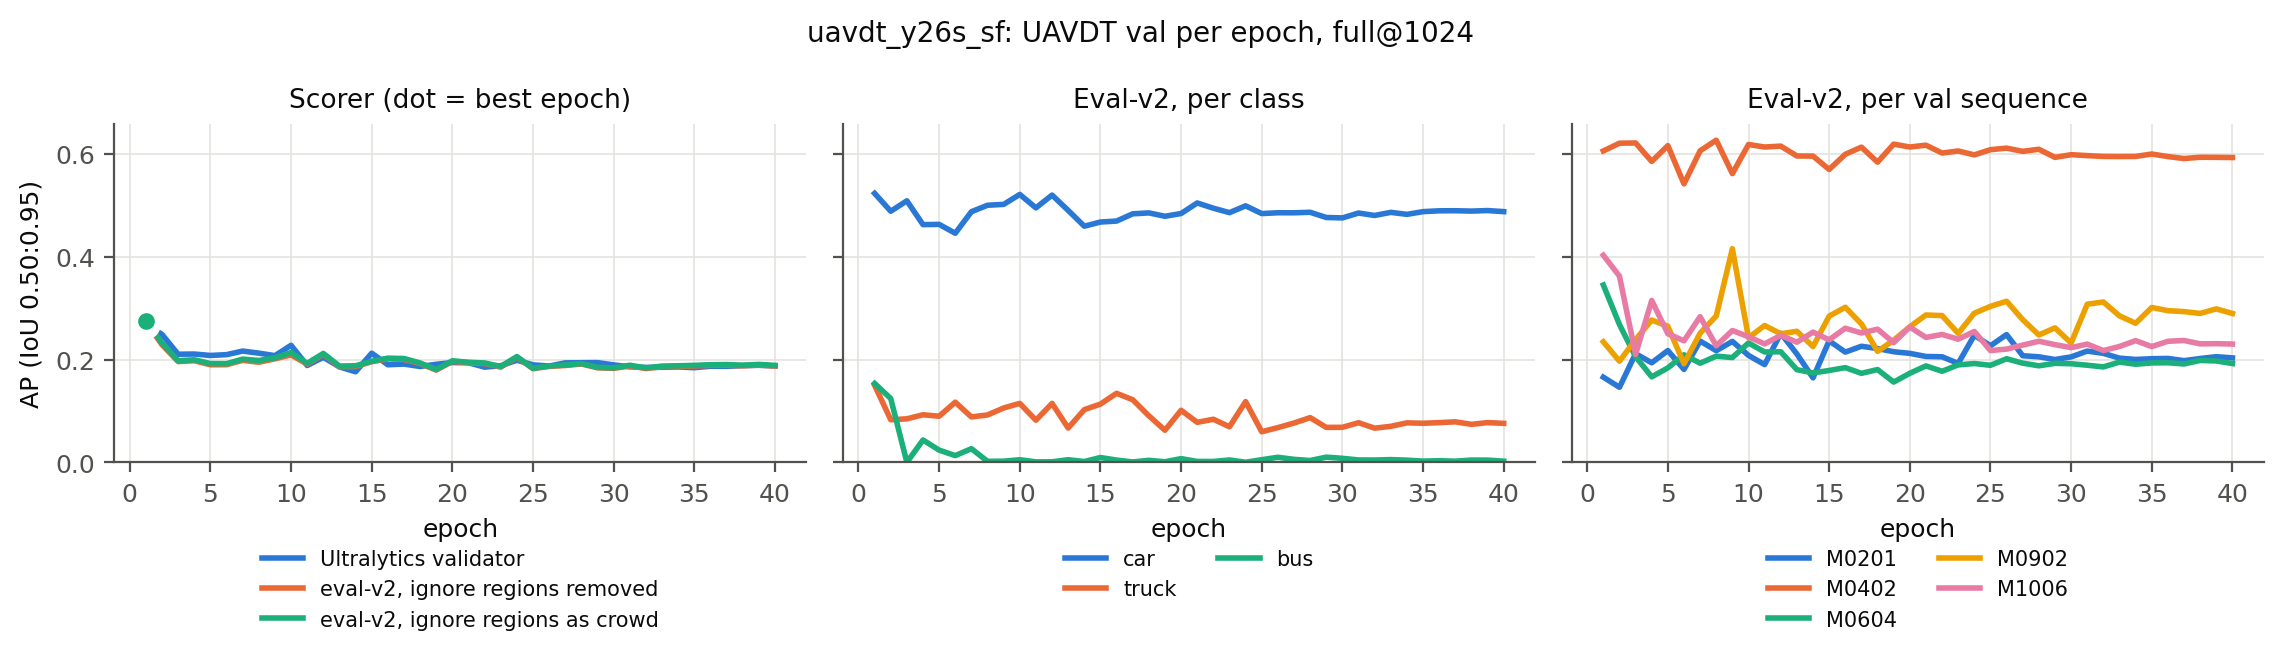 uavdt_y26s_sf: UAVDT val per epoch, full@1024
Scorer (dot = best epoch)
Eval-v2, per class
Eval-v2, per val sequence
AP (IoU 0.50:0.95)
0.6
0.4
0.2
0.0
0 5 10 15 20 25 30 35 40
0 5 10 15 20 25 30 35 40
0 5 10 15 20 25 30 35 40
epoch
epoch
epoch
Ultralytics validator
eval-v2, ignore regions removed
eval-v2, ignore regions as crowd
car
truck
bus
M0201
M0402
M0604
M0902
M1006